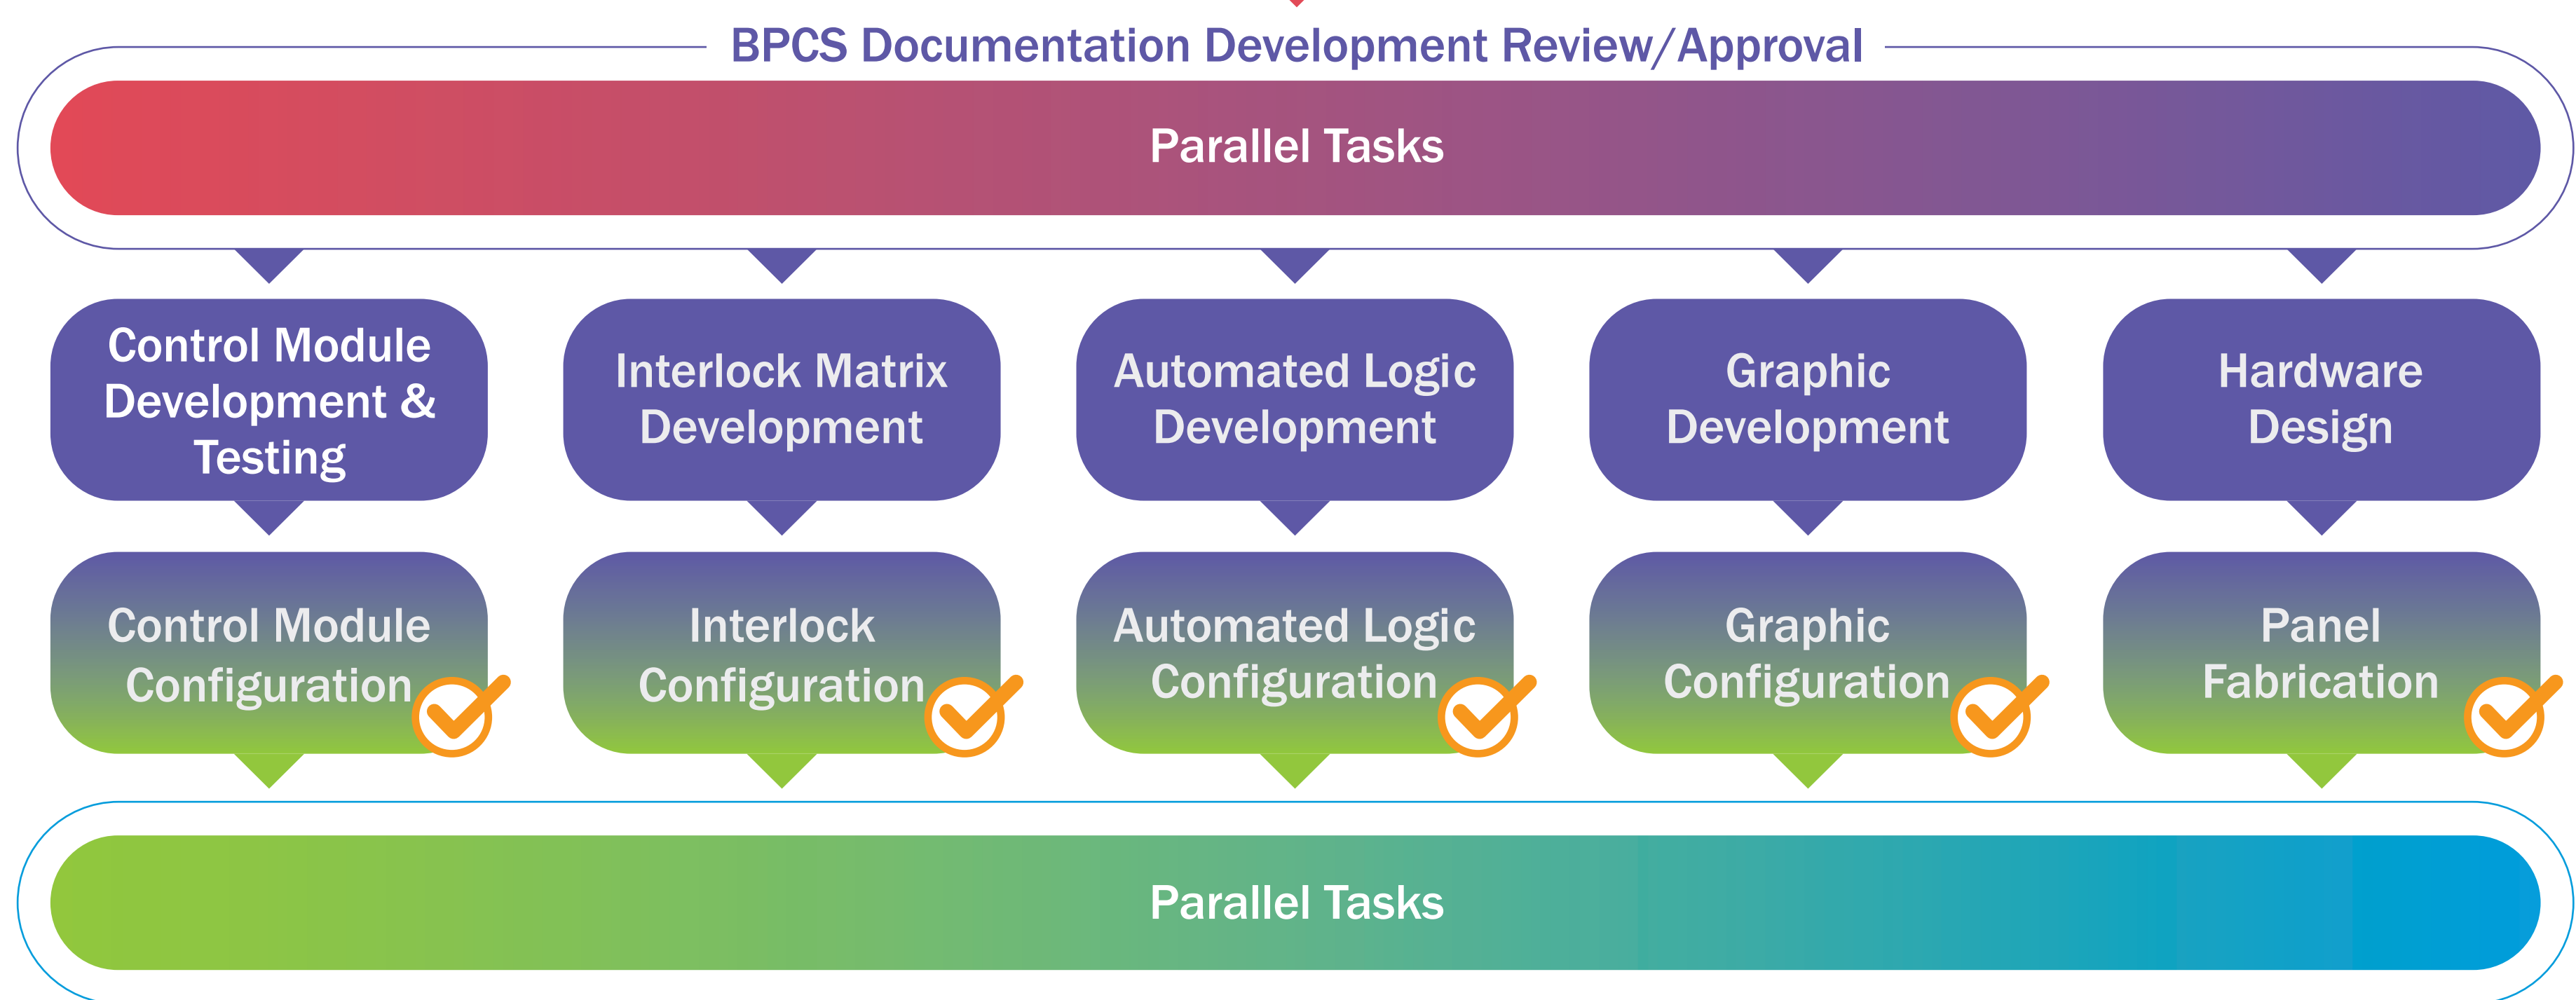 BPCS Documentation Development Review/Approval
Parallel Tasks
Control Module
Development &
Testing
Interlock Matrix
Development
Automated Logic
Development
Graphic
Development
Hardware
Design
Control Module
Configuration
Interlock
Configuration
Automated Logic
Configuration
Graphic
Configuration
Panel
Fabrication
Parallel Tasks